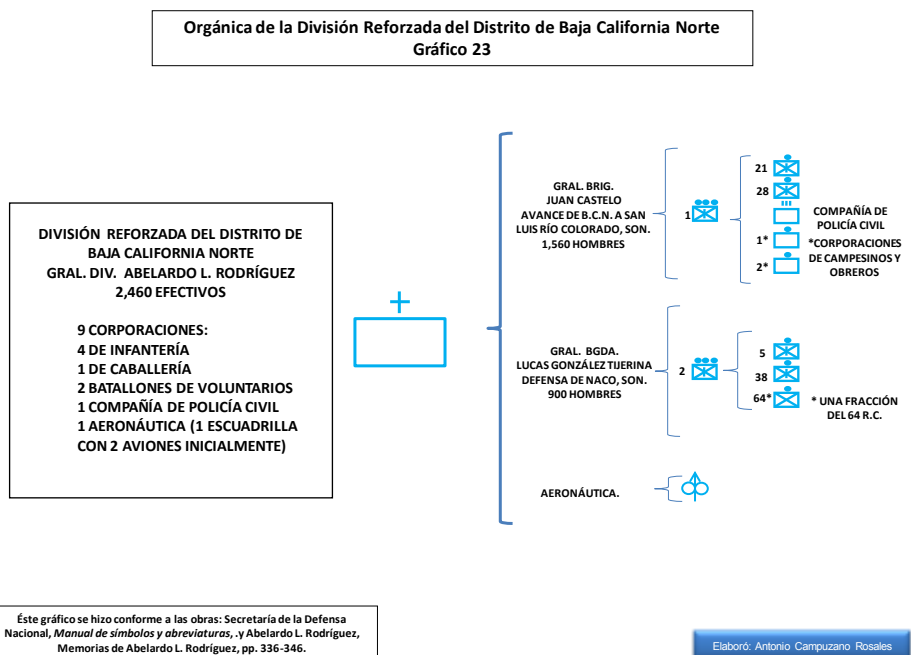 Orgánica de la División Reforzada del Distrito de Baja California Norte
Gráfico 23
DIVISIÓN REFORZADA DEL DISTRITO DE
BAJA CALIFORNIA NORTE
GRAL. DIV. ABELARDO L. RODRÍGUEZ
2,460 EFECTIVOS
9 CORPORACIONES:
4 DE INFANTERÍA
1 DE CABALLERÍA
2 BATALLONES DE VOLUNTARIOS
1 COMPAÑÍA DE POLICÍA CIVIL
1 AERONÁUTICA (1 ESCUADRILLA
CON 2 AVIONES INICIALMENTE)
GRAL. BRIG.
JUAN CASTELO
AVANCE DE B.C.N. A SAN
LUIS RÍO COLORADO, SON.
1,560 HOMBRES
1
21
28
COMPAÑÍA DE
POLICÍA CIVIL
1*
2*
*CORPORACIONES
DE CAMPESINOS Y
OBREROS
GRAL. BGDA.
LUCAS GONZÁLEZ TIJERINA
DEFENSA DE NACO, SON.
900 HOMBRES
2
5
38
64*
* UNA FRACCIÓN
DEL 64 R.C.
AERONÁUTICA.
Éste gráfico se hizo conforme a las obras: Secretaría de la Defensa
Nacional, Manual de símbolos y abreviaturas, .y Abelardo L. Rodríguez,
Memorias de Abelardo L. Rodríguez, pp. 336-346.
Elaboró: Antonio Campuzano Rosales